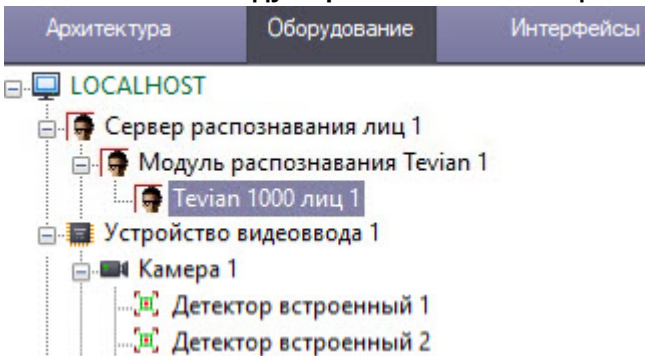 Архитектура Оборудование Интерфейсы
LOCALHOST
Сервер распознавания лиц 1
Модуль распознавания Tevian 1
Tevian 1000 лиц 1
Устройство видеоввода 1
Камера 1
Детектор встроенный 1
Детектор встроенный 2